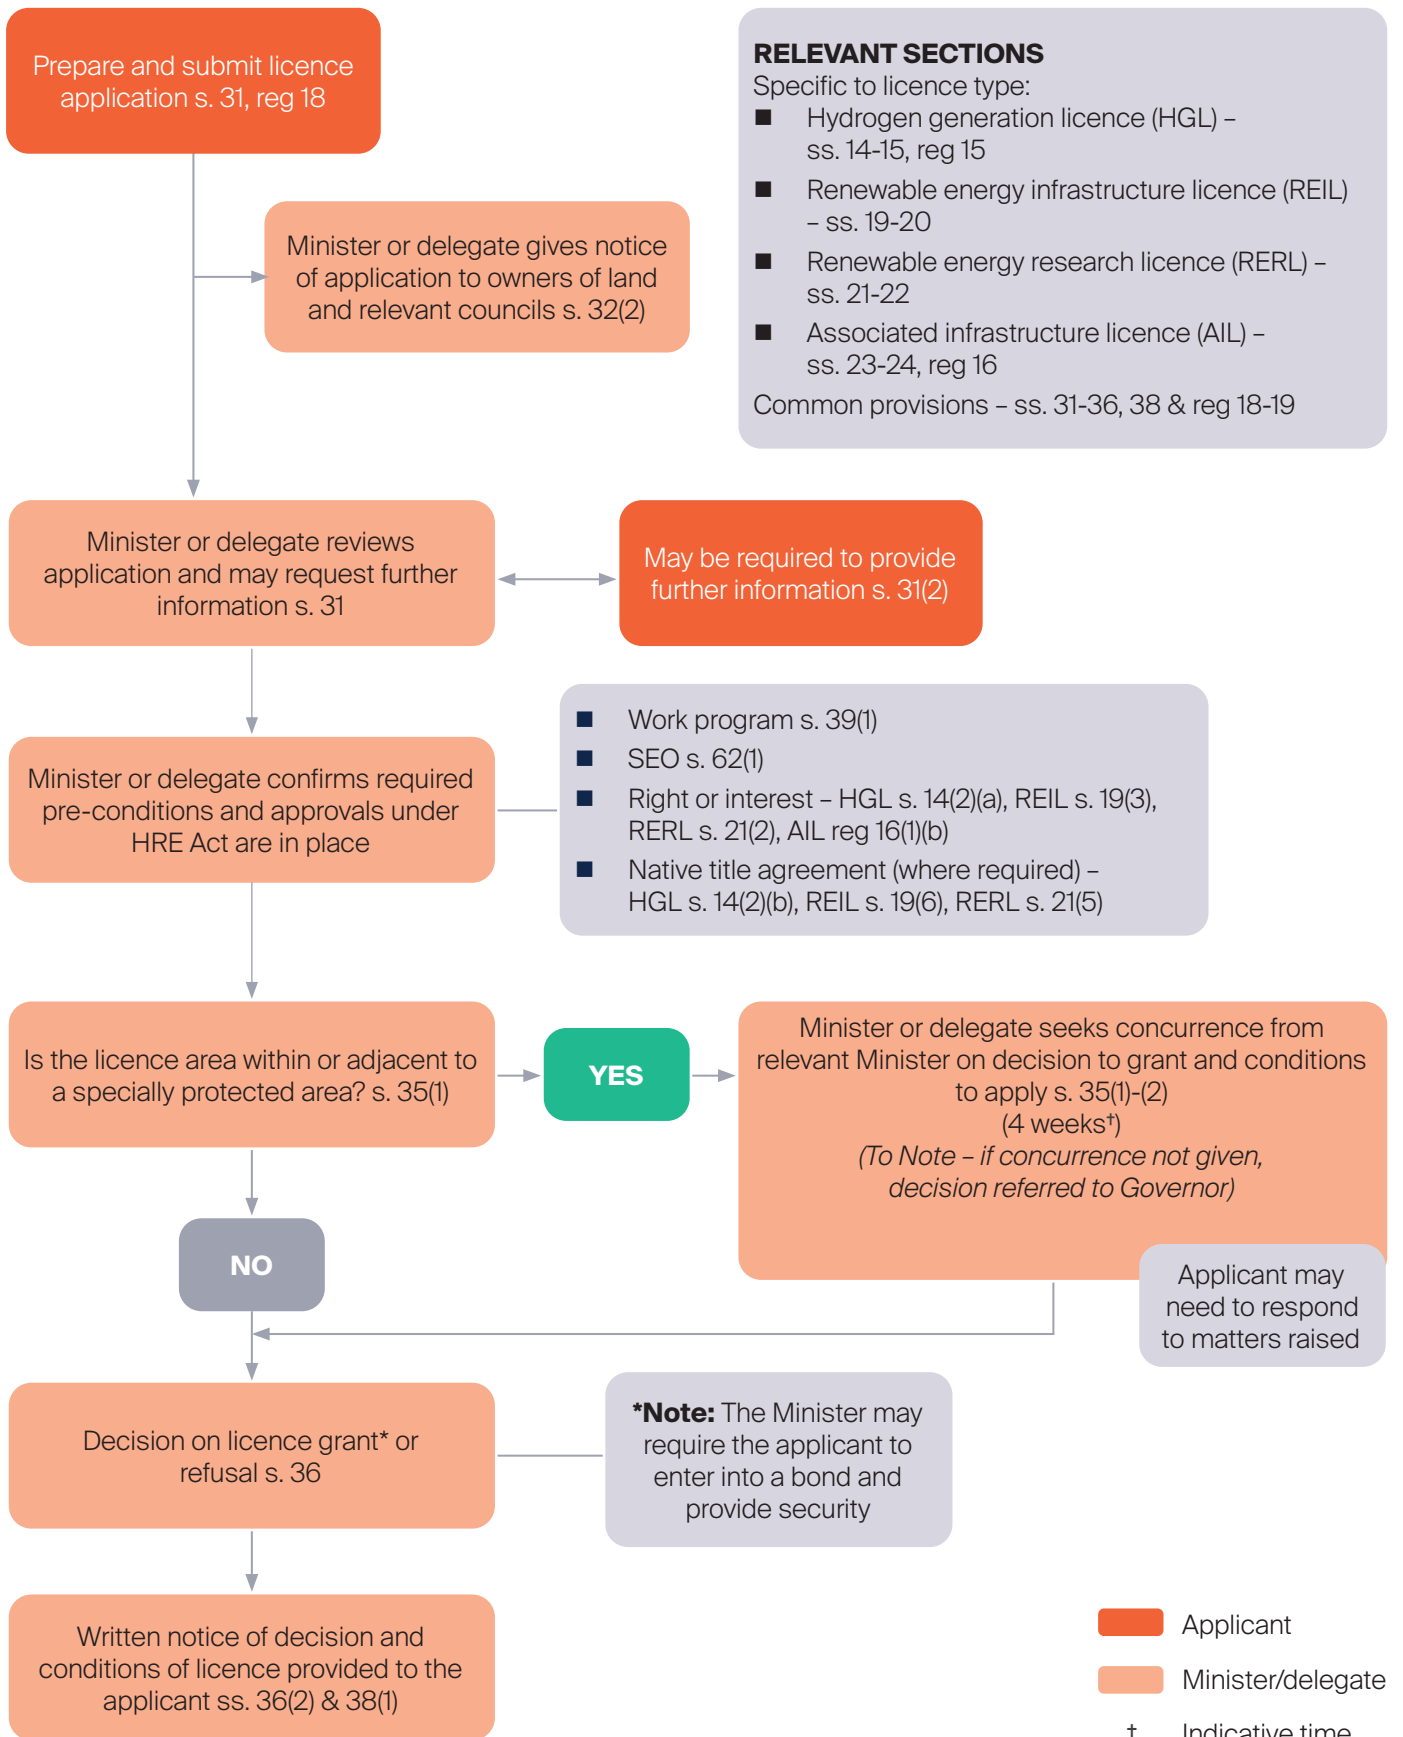 Prepare and submit licence
application s. 31, reg 18
RELEVANT SECTIONS
Specific to licence type:
■ Hydrogen generation licence (HGL) –
ss. 14-15, reg 15
■ Renewable energy infrastructure licence (REIL)
– ss. 19-20
■ Renewable energy research licence (RERL) –
ss. 21-22
■ Associated infrastructure licence (AIL) –
ss. 23-24, reg 16
Common provisions – ss. 31-36, 38 & reg 18-19
Minister or delegate gives notice
of application to owners of land
and relevant councils s. 32(2)
Minister or delegate reviews
application and may request further
information s. 31
May be required to provide
further information s. 31(2)
Minister or delegate confirms required
pre-conditions and approvals under
HRE Act are in place
■ Work program s. 39(1)
■ SEO s. 62(1)
■ Right or interest – HGL s. 14(2)(a), REIL s. 19(3),
RERL s. 21(2), AIL reg 16(1)(b)
■ Native title agreement (where required) –
HGL s. 14(2)(b), REIL s. 19(6), RERL s. 21(5)
Is the licence area within or adjacent to
a specially protected area? s. 35(1)
YES
Minister or delegate seeks concurrence from
relevant Minister on decision to grant and conditions
to apply s. 35(1)-(2)
(4 weeks†)
(To Note – if concurrence not given,
decision referred to Governor)
Applicant may
need to respond
to matters raised
NO
Decision on licence grant* or
refusal s. 36
*Note: The Minister may
require the applicant to
enter into a bond and
provide security
Written notice of decision and
conditions of licence provided to the
applicant ss. 36(2) & 38(1)
Applicant
Minister/delegate
† Indicative time